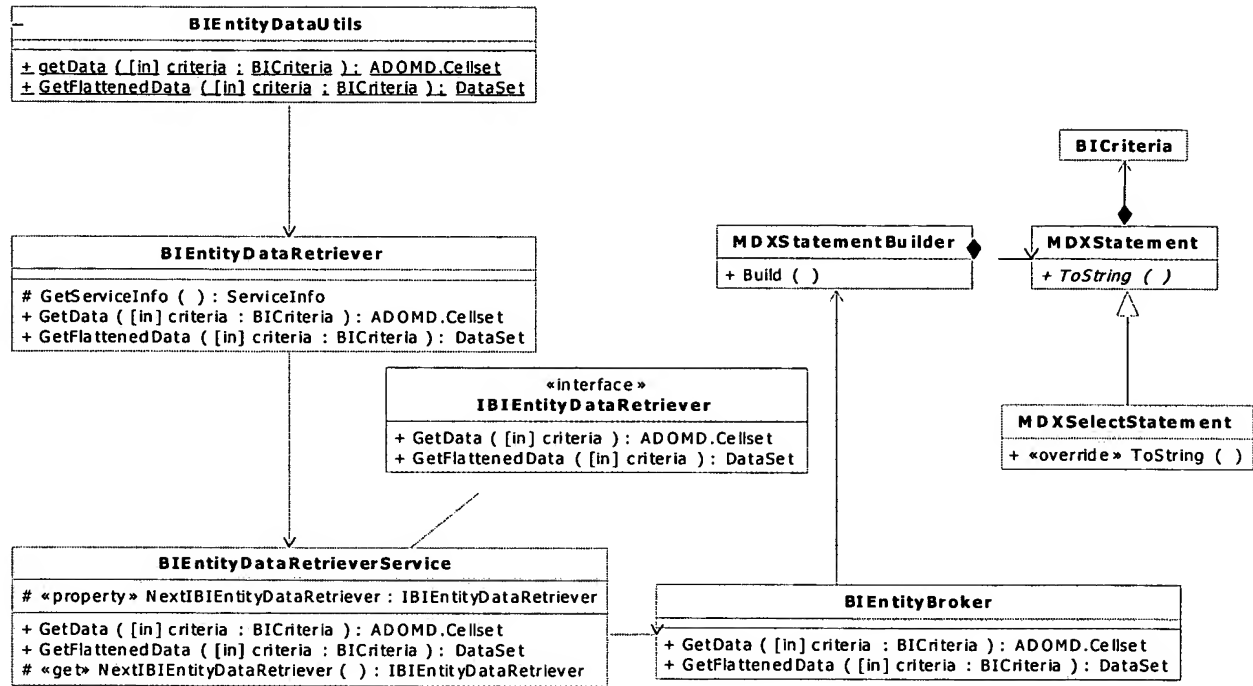 BIEntityDataUtils
+ getData ( [in] criteria : BICriteria ) : ADOMD.Cellset
+ GetFlattenedData ( [in] criteria : BICriteria ) : DataSet
BICriteria
BIEntityDataRetriever
# GetServiceInfo ( ) : ServiceInfo
+ GetData ( [in] criteria : BICriteria ) : ADOMD.Cellset
+ GetFlattenedData ( [in] criteria : BICriteria ) : DataSet
MDXStatementBuilder
+ Build ( )
MDXStatement
+ ToString ( )
«interface»
IBIEntityDataRetriever
+ GetData ( [in] criteria ) : ADOMD.Cellset
+ GetFlattenedData ( [in] criteria ) : DataSet
MDXSelectStatement
+ «override» ToString ( )
BIEntityDataRetrieverService
# «property» NextIBIEntityDataRetriever : IBIEntityDataRetriever
+ GetData ( [in] criteria : BICriteria ) : ADOMD.Cellset
+ GetFlattenedData ( [in] criteria : BICriteria ) : DataSet
# «get» NextIBIEntityDataRetriever ( ) : IBIEntityDataRetriever
BIEntityBroker
+ GetData ( [in] criteria : BICriteria ) : ADOMD.Cellset
+ GetFlattenedData ( [in] criteria : BICriteria ) : DataSet